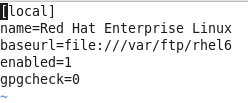 [local]
name=Red Hat Enterprise Linux
baseurl=file:///var/ftp/rhel6
enabled=1
gpgcheck=0
~